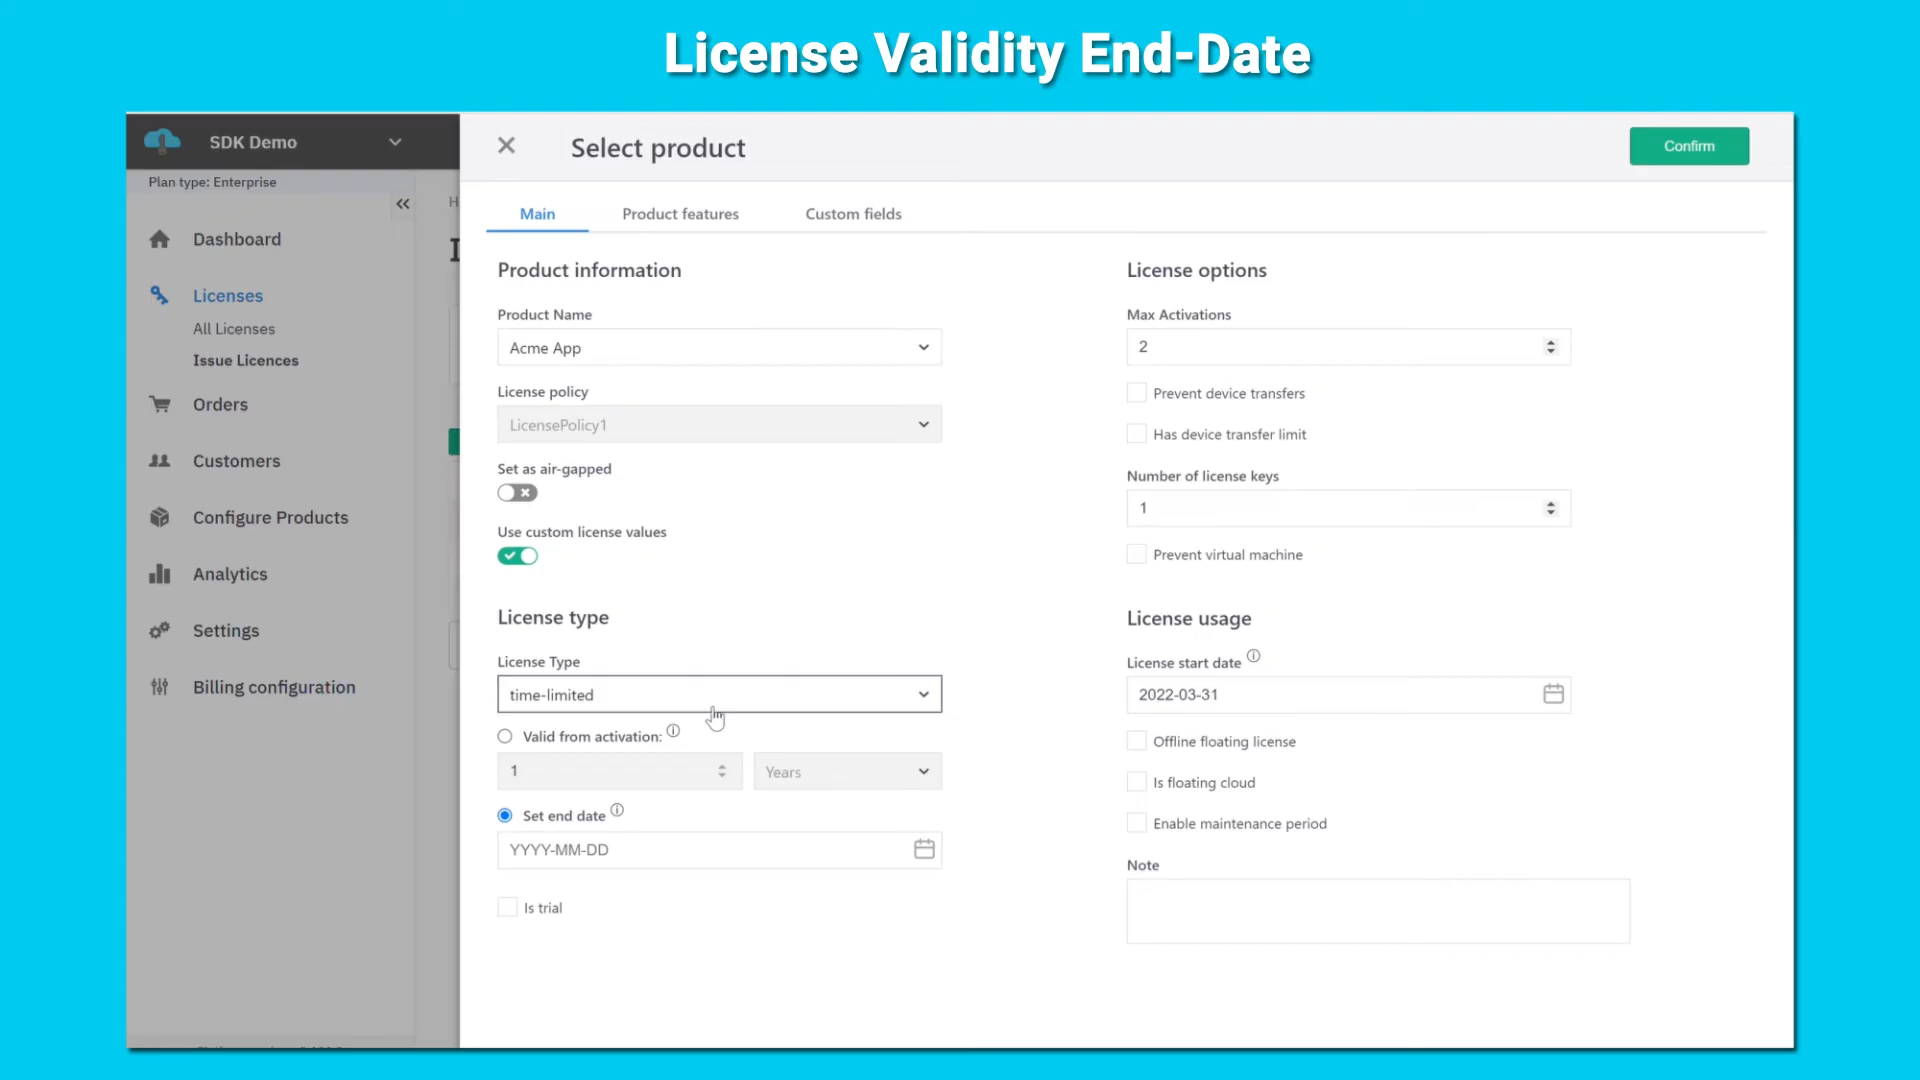 License Validity End-Date
SDK Demo
Plan type: Enterprise
Dashboard
Licenses
All Licenses
Issue Licences
Orders
Customers
Configure Products
Analytics
Settings
Billing configuration
Select product
Confirm
Main
Product features
Custom fields
Product information
Product Name
Acme App
License policy
LicensePolicy1
Set as air-gapped
Use custom license values
License type
License Type
time-limited
Valid from activation:
1
Years
Set end date
YYYY-MM-DD
Is trial
License options
Max Activations
2
Prevent device transfers
Has device transfer limit
Number of license keys
1
Prevent virtual machine
License usage
License start date
2022-03-31
Offline floating license
Is floating cloud
Enable maintenance period
Note